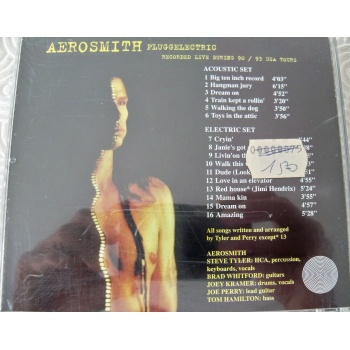 AEROSMITH PLUGGELECTRIC
RECORDED LIVE DURING 90 / 93 USA TOURS
ACOUSTIC SET
1 Big ten inch record 4'03"
2 Hangman jury 6'15"
3 Dream on 4'52"
4 Train kept a rollin' 3'20"
5 Walking the dog 3'50"
6 Toys in the attic 3'56"
ELECTRIC SET
7 Cryin' 44"
8 Janie's got
9 Livin'on th
10 Walk this
11 Dude (Look
12 Love in an elevator 4'55"
13 Red house* (Jimi Hendrix) 5'24"
14 Mama kin 3'55"
15 Dream on 4'57"
16 Amazing 5'28"
1530
All songs written and arranged
by Tyler and Perry except* 13
AEROSMITH
STEVE TYLER: HCA, percussion,
keyboards, vocals
BRAD WHITFORD: guitars
JOEY KRAMER: drums, vocals
JOE PERRY: lead guitar
TOM HAMILTON: bass